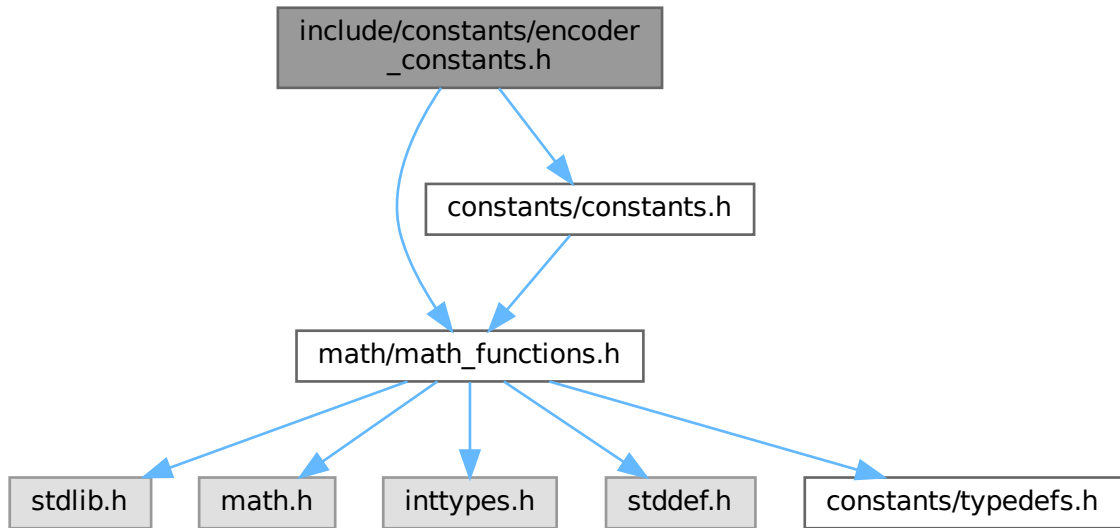 include/constants/encoder
_constants.h
constants/constants.h
math/math_functions.h
stdlib.h
math.h
inttypes.h
stddef.h
constants/typedefs.h